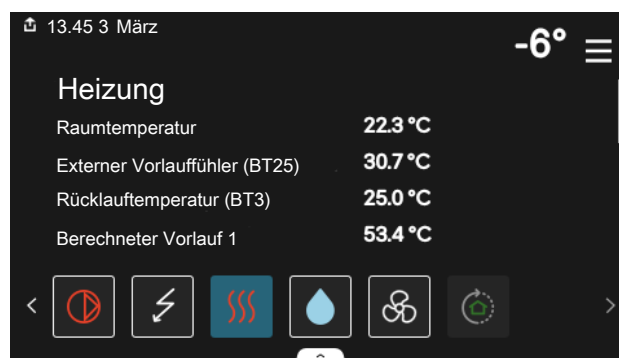 13.45 3 März
-6°
Heizung
Raumtemperatur 22.3 °C
Externer Vorlauffühler (BT25) 30.7 °C
Rücklauftemperatur (BT3) 25.0 °C
Berechneter Vorlauf 1 53.4 °C